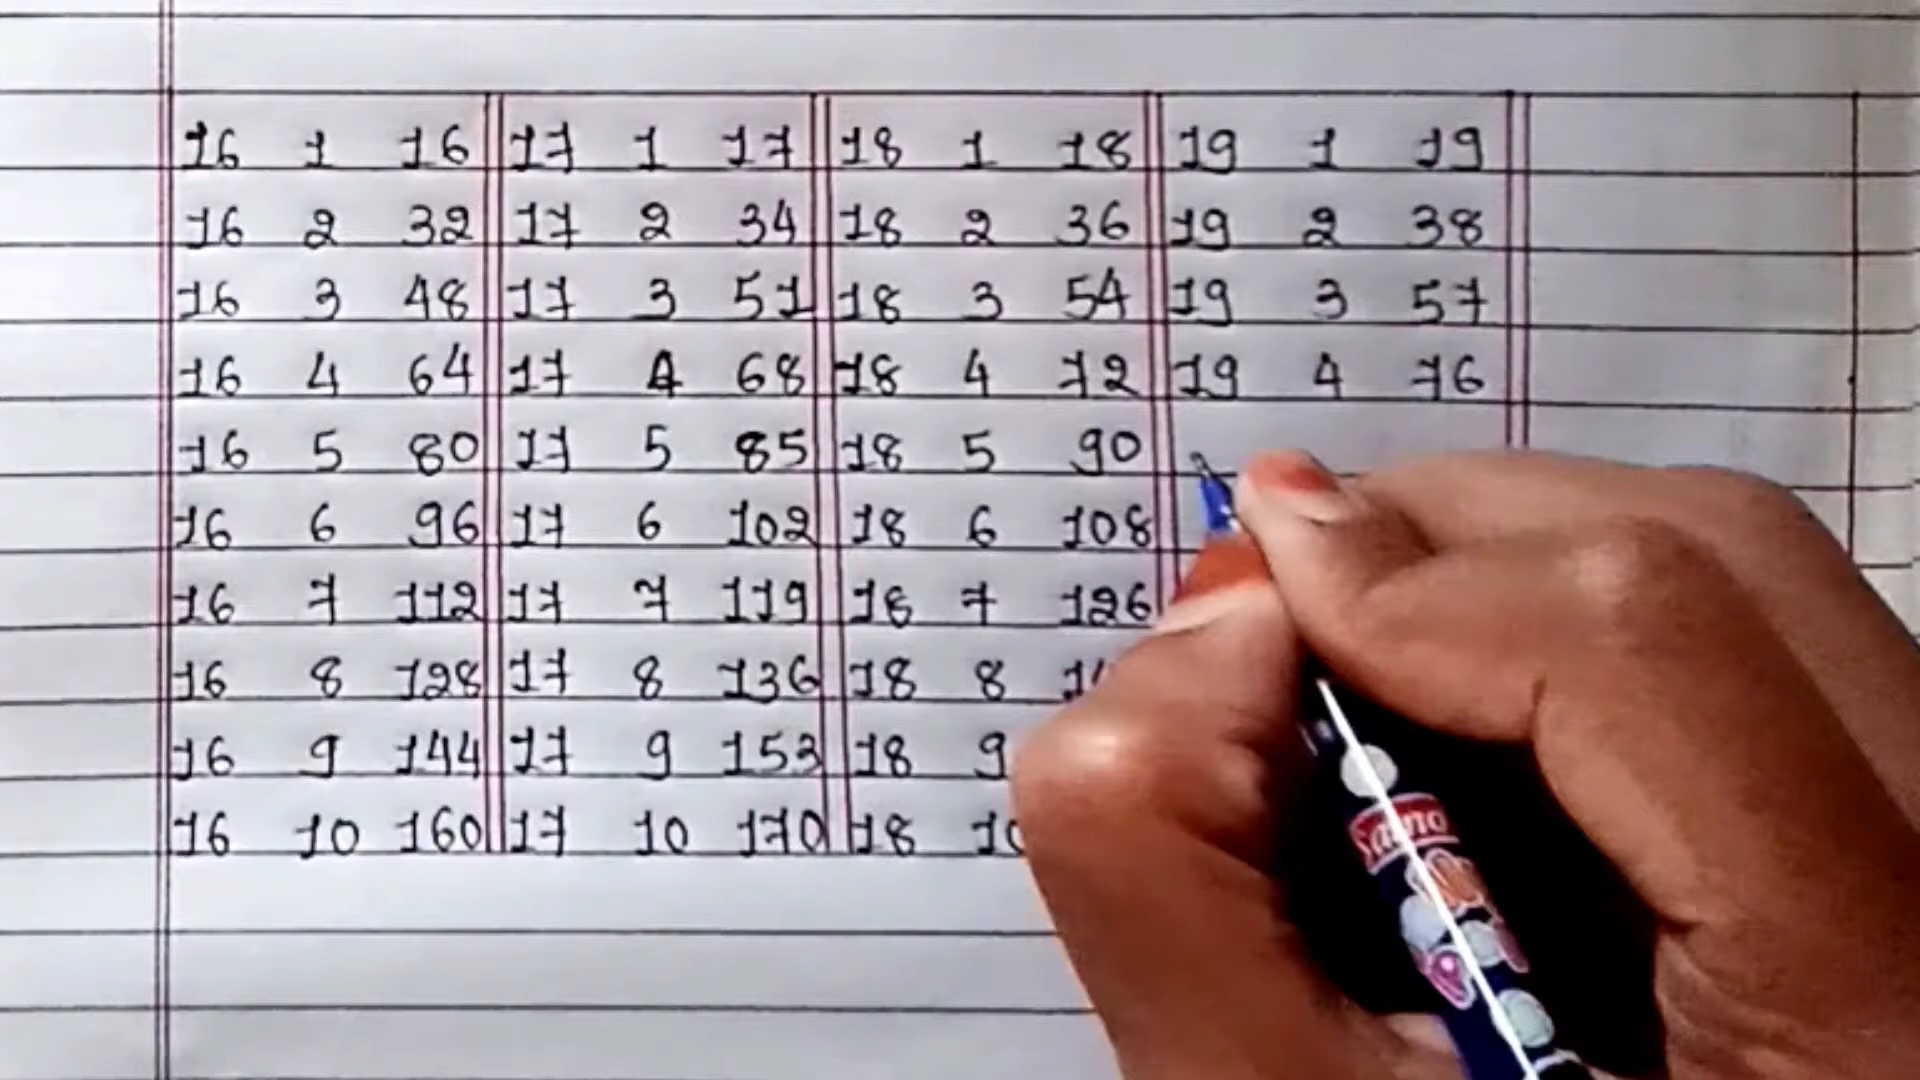 16 1 16 17 1 17 18 1 18 19 1 19
16 2 32 17 2 34 18 2 36 19 2 38
16 3 48 17 3 51 18 3 54 19 3 57
16 4 64 17 4 68 18 4 72 19 4 76
16 5 80 17 5 85 18 5 90
16 6 96 17 6 102 18 6 108
16 7 112 17 7 119 18 7 126
16 8 128 17 8 136 18 8
16 9 144 17 9 153 18 9
16 10 160 17 10 170 18 10